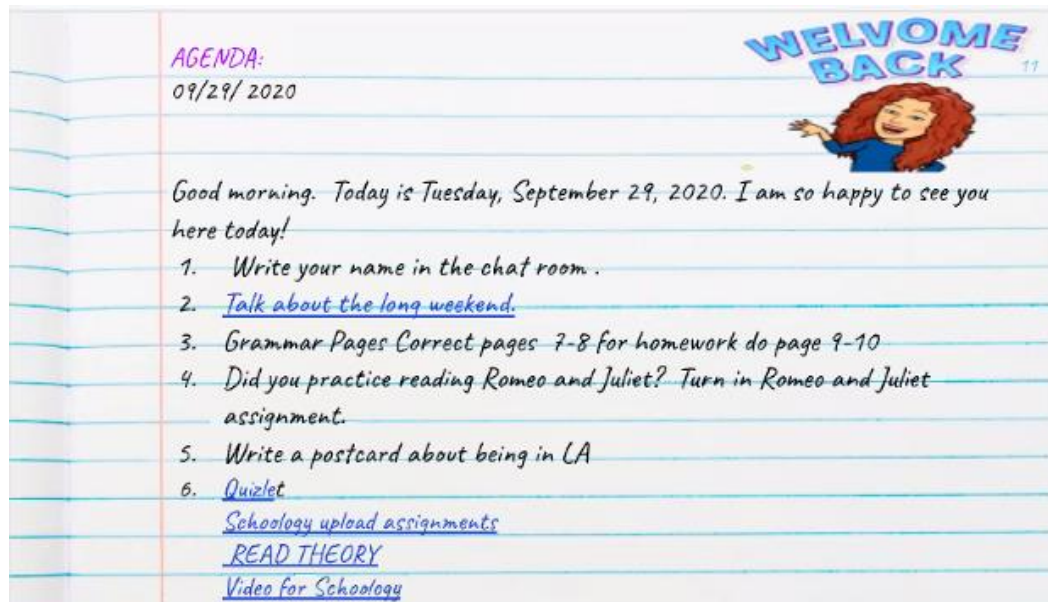 WELVOME
BACK
11
AGENDA:
09/29/ 2020
Good morning. Today is Tuesday, September 29, 2020. I am so happy to see you
here today!
1. Write your name in the chat room .
2. Talk about the long weekend.
3. Grammar Pages Correct pages 7-8 for homework do page 9-10
4. Did you practice reading Romeo and Juliet? Turn in Romeo and Juliet
assignment.
5. Write a postcard about being in LA
6. Quizlet
Schoology upload assignments
READ THEORY
Video for Schoology